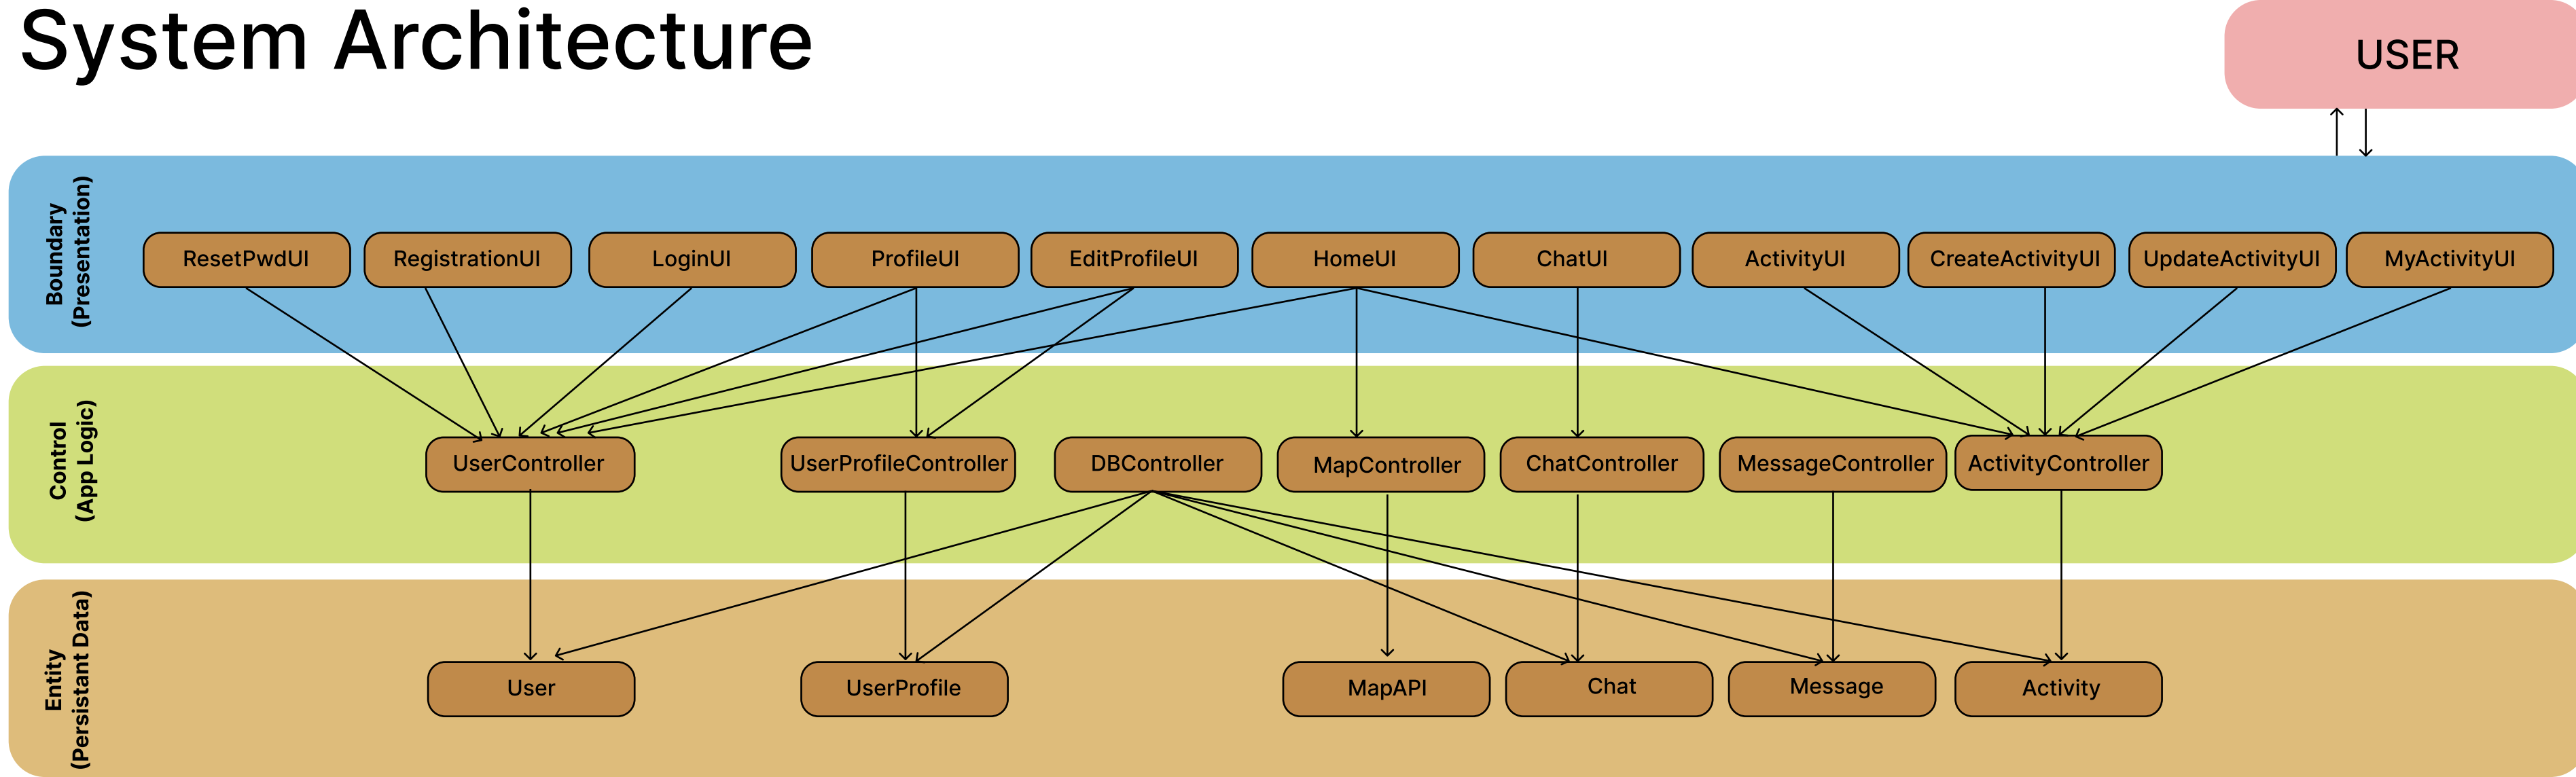 System Architecture
USER
Boundary
(Presentation)
ResetPwdUI
RegistrationUI
LoginUI
ProfileUI
EditProfileUI
HomeUI
ChatUI
ActivityUI
CreateActivityUI
UpdateActivityUI
MyActivityUI
Control
(App Logic)
UserController
UserProfileController
DBController
MapController
ChatController
MessageController
ActivityController
Entity
(Persistant Data)
User
UserProfile
MapAPI
Chat
Message
Activity